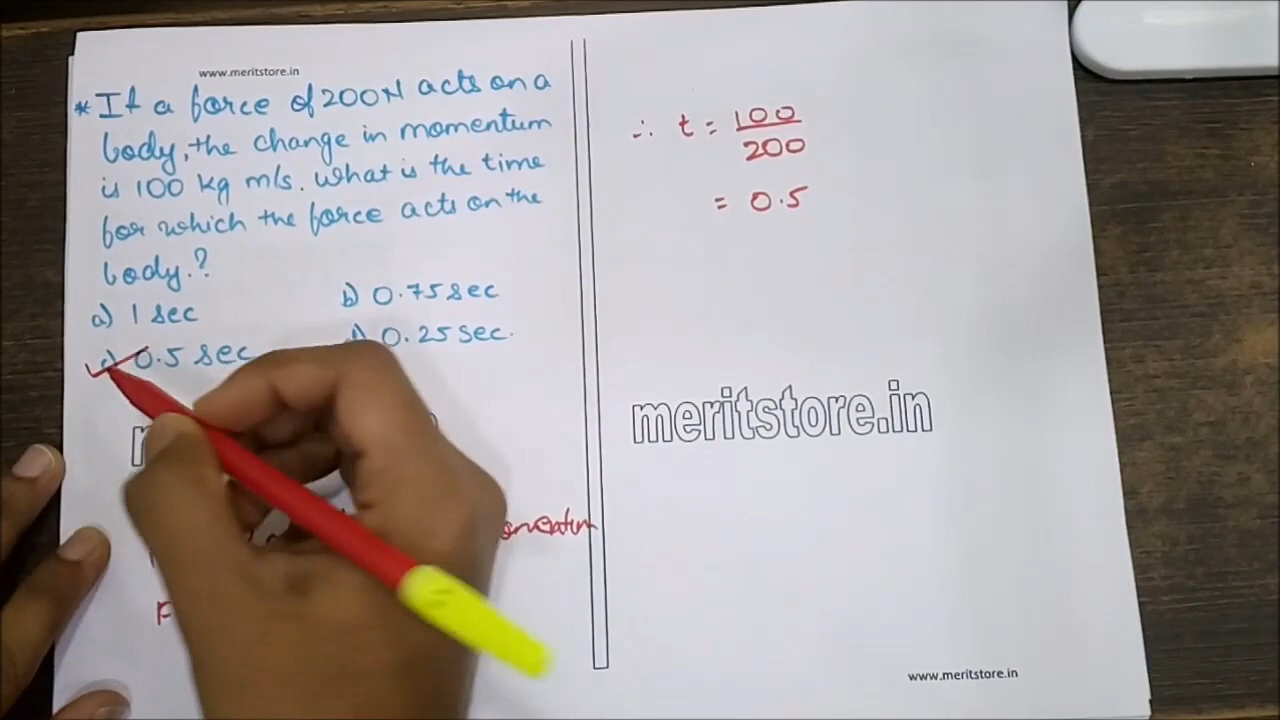 www.meritstore.in
* If a force of 200N acts on a
body, the change in momentum
is 100 kg m/s. What is the time
for which the force acts on the
body.?
a) 1 sec
b) 0.75 sec
c) 0.5 sec
d) 0.25 sec.
∴ t = 100
200
= 0.5
meritstore.in
www.meritstore.in